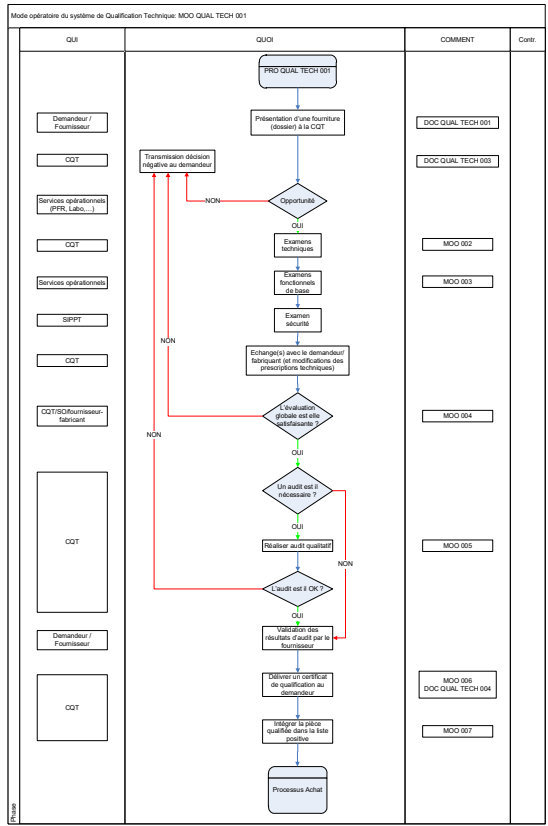 Mode opératoire du système de Qualification Technique: MOO QUAL TECH 001
QUI
QUOI
COMMENT
Contr.
PRO QUAL TECH 001
Demandeur /
Fournisseur
Présentation d'une fourniture
(dossier) à la CQT
DOC QUAL TECH 001
CQT
Transmission décision
négative au demandeur
DOC QUAL TECH 003
Services opérationnels
(PFR, Labo,...)
NON
Opportunité
OUI
CQT
Examens
techniques
MOO 002
Services opérationnels
Examens
fonctionnels
de base
MOO 003
SIPPT
Examen
sécurité
NON
CQT
Echange(s) avec le demandeur/
fabriquant (et modifications des
prescriptions techniques)
CQT/SO/fournisseur-
fabricant
L'évaluation
globale est elle
satisfaisante ?
MOO 004
NON
OUI
Un audit est il
nécessaire ?
OUI
CQT
Réaliser audit qualitatif
MOO 005
NON
L'audit est il OK ?
OUI
Demandeur /
Fournisseur
Validation des
résultats d'audit par le
fournisseur
CQT
Délivrer un certificat
de qualification au
demandeur
MOO 006
DOC QUAL TECH 004
Intégrer la pièce
qualifiée dans la liste
positive
MOO 007
Processus Achat
Phase